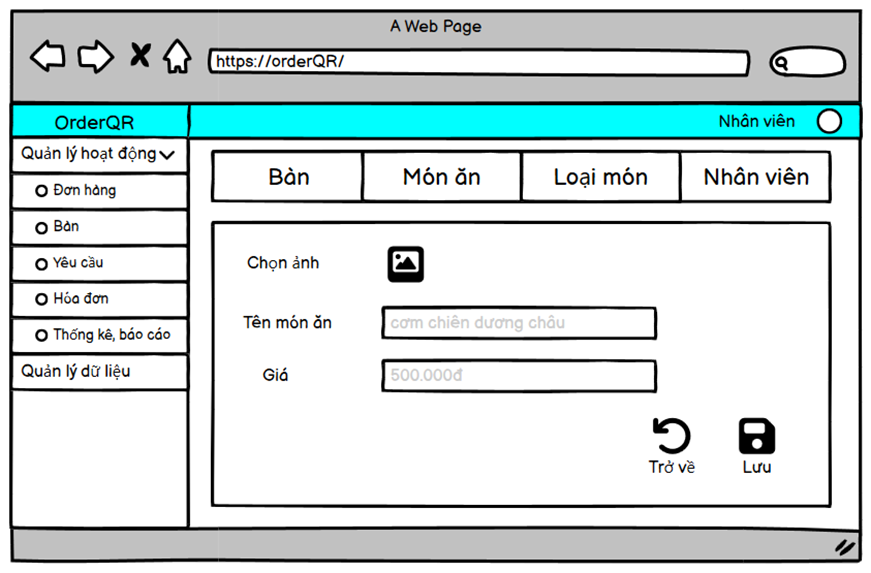 A Web Page
https://orderQR/
OrderQR
Nhân viên
Quản lý hoạt động
Đơn hàng
Bàn
Yêu cầu
Hóa đơn
Thống kê, báo cáo
Quản lý dữ liệu
Bàn
Món ăn
Loại món
Nhân viên
Chọn ảnh
Tên món ăn
cơm chiên dương châu
Giá
500.000đ
Trở về
Lưu